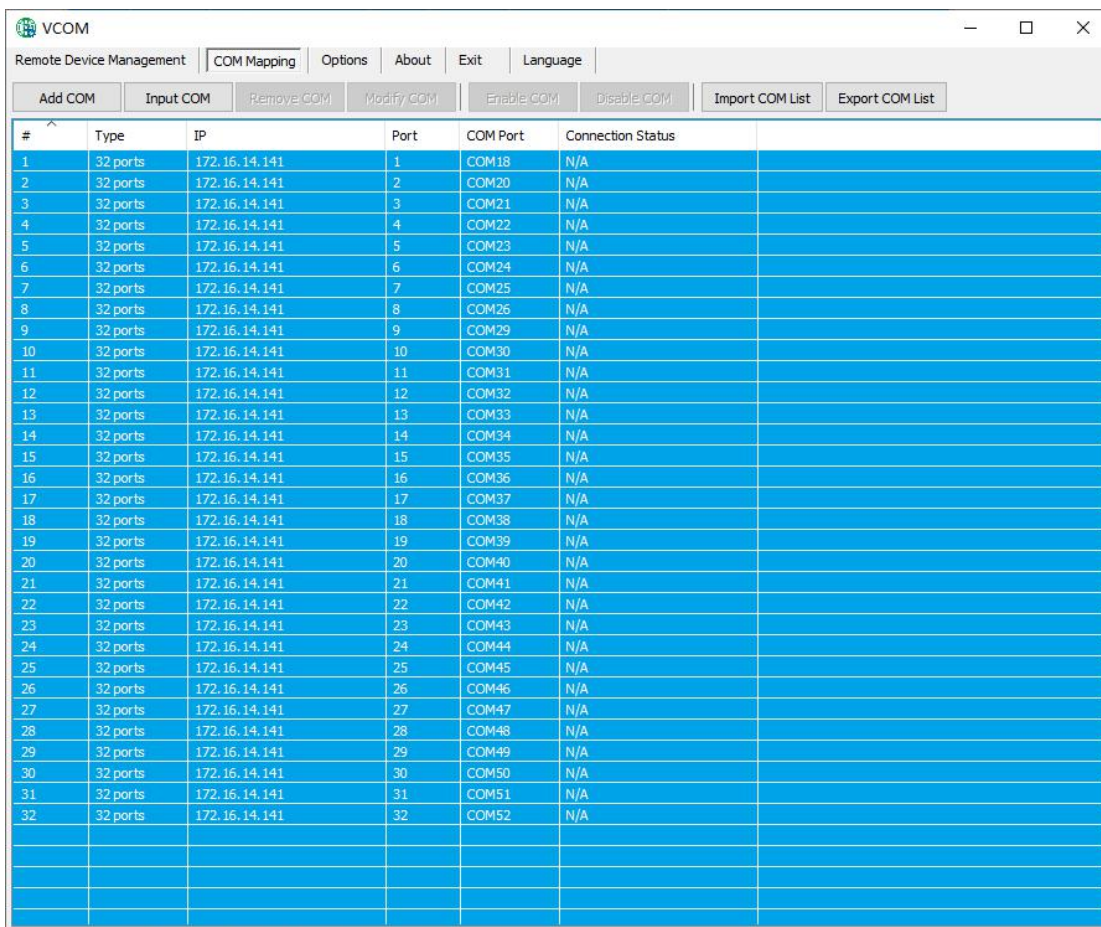 VCOM
Remote Device Management COM Mapping Options About Exit Language
Add COM Input COM Remove COM Modify COM Enable COM Disable COM Import COM List Export COM List
# Type IP Port COM Port Connection Status
1 32 ports 172.16.14.141 1 COM18 N/A
2 32 ports 172.16.14.141 2 COM20 N/A
3 32 ports 172.16.14.141 3 COM21 N/A
4 32 ports 172.16.14.141 4 COM22 N/A
5 32 ports 172.16.14.141 5 COM23 N/A
6 32 ports 172.16.14.141 6 COM24 N/A
7 32 ports 172.16.14.141 7 COM25 N/A
8 32 ports 172.16.14.141 8 COM26 N/A
9 32 ports 172.16.14.141 9 COM29 N/A
10 32 ports 172.16.14.141 10 COM30 N/A
11 32 ports 172.16.14.141 11 COM31 N/A
12 32 ports 172.16.14.141 12 COM32 N/A
13 32 ports 172.16.14.141 13 COM33 N/A
14 32 ports 172.16.14.141 14 COM34 N/A
15 32 ports 172.16.14.141 15 COM35 N/A
16 32 ports 172.16.14.141 16 COM36 N/A
17 32 ports 172.16.14.141 17 COM37 N/A
18 32 ports 172.16.14.141 18 COM38 N/A
19 32 ports 172.16.14.141 19 COM39 N/A
20 32 ports 172.16.14.141 20 COM40 N/A
21 32 ports 172.16.14.141 21 COM41 N/A
22 32 ports 172.16.14.141 22 COM42 N/A
23 32 ports 172.16.14.141 23 COM43 N/A
24 32 ports 172.16.14.141 24 COM44 N/A
25 32 ports 172.16.14.141 25 COM45 N/A
26 32 ports 172.16.14.141 26 COM46 N/A
27 32 ports 172.16.14.141 27 COM47 N/A
28 32 ports 172.16.14.141 28 COM48 N/A
29 32 ports 172.16.14.141 29 COM49 N/A
30 32 ports 172.16.14.141 30 COM50 N/A
31 32 ports 172.16.14.141 31 COM51 N/A
32 32 ports 172.16.14.141 32 COM52 N/A